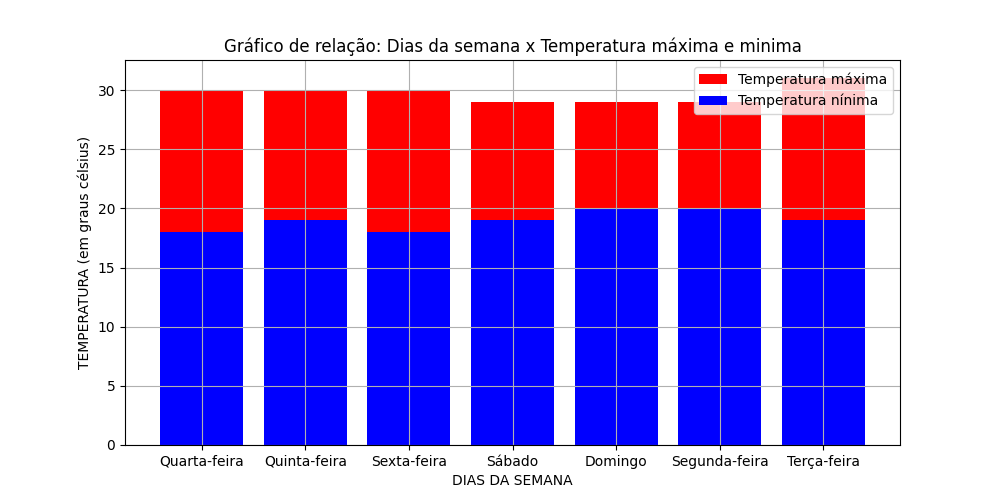 Gráfico de relação: Dias da semana x Temperatura máxima e minima
Temperatura máxima
Temperatura nínima
TEMPERATURA (em graus célsius)
30
25
20
15
10
5
0
Quarta-feira Quinta-feira Sexta-feira Sábado Domingo Segunda-feira Terça-feira
DIAS DA SEMANA